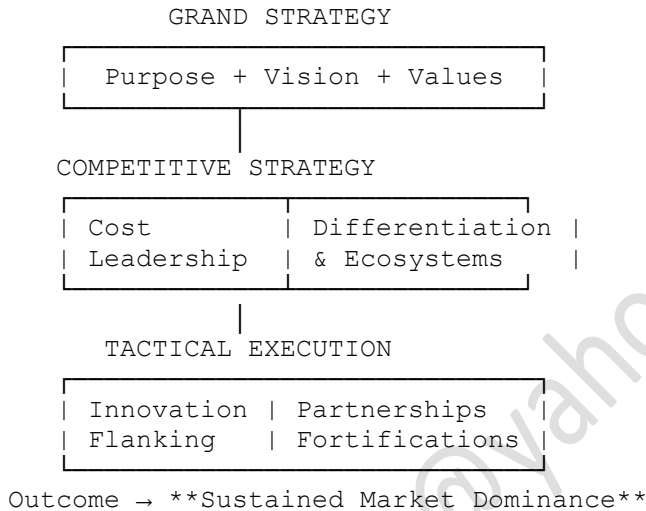 GRAND STRATEGY
| Purpose + Vision + Values |
COMPETITIVE STRATEGY
| Cost | Differentiation |
| Leadership | & Ecosystems |
TACTICAL EXECUTION
| Innovation | Partnerships |
| Flanking | Fortifications |
Outcome → **Sustained Market Dominance**